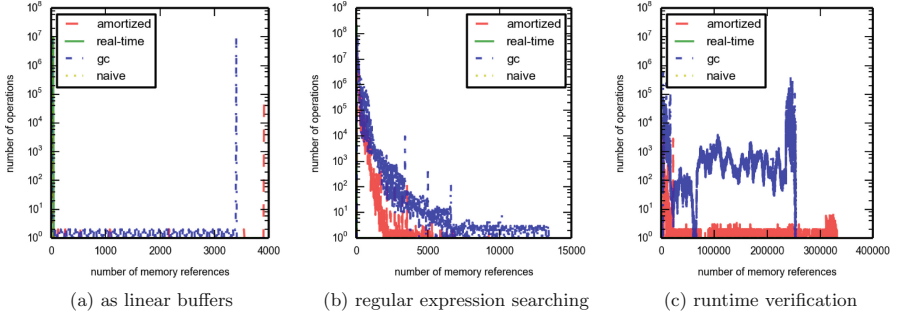 10^8
10^7
10^6
10^5
10^4
10^3
10^2
10^1
10^0
number of operations
amortized
real-time
gc
naive
0 1000 2000 3000 4000
number of memory references
(a) as linear buffers
10^9
10^8
10^7
10^6
10^5
10^4
10^3
10^2
10^1
10^0
number of operations
amortized
real-time
gc
naive
0 5000 10000 15000
number of memory references
(b) regular expression searching
10^8
10^7
10^6
10^5
10^4
10^3
10^2
10^1
10^0
number of operations
amortized
real-time
gc
naive
0 100000 200000 300000 400000
number of memory references
(c) runtime verification